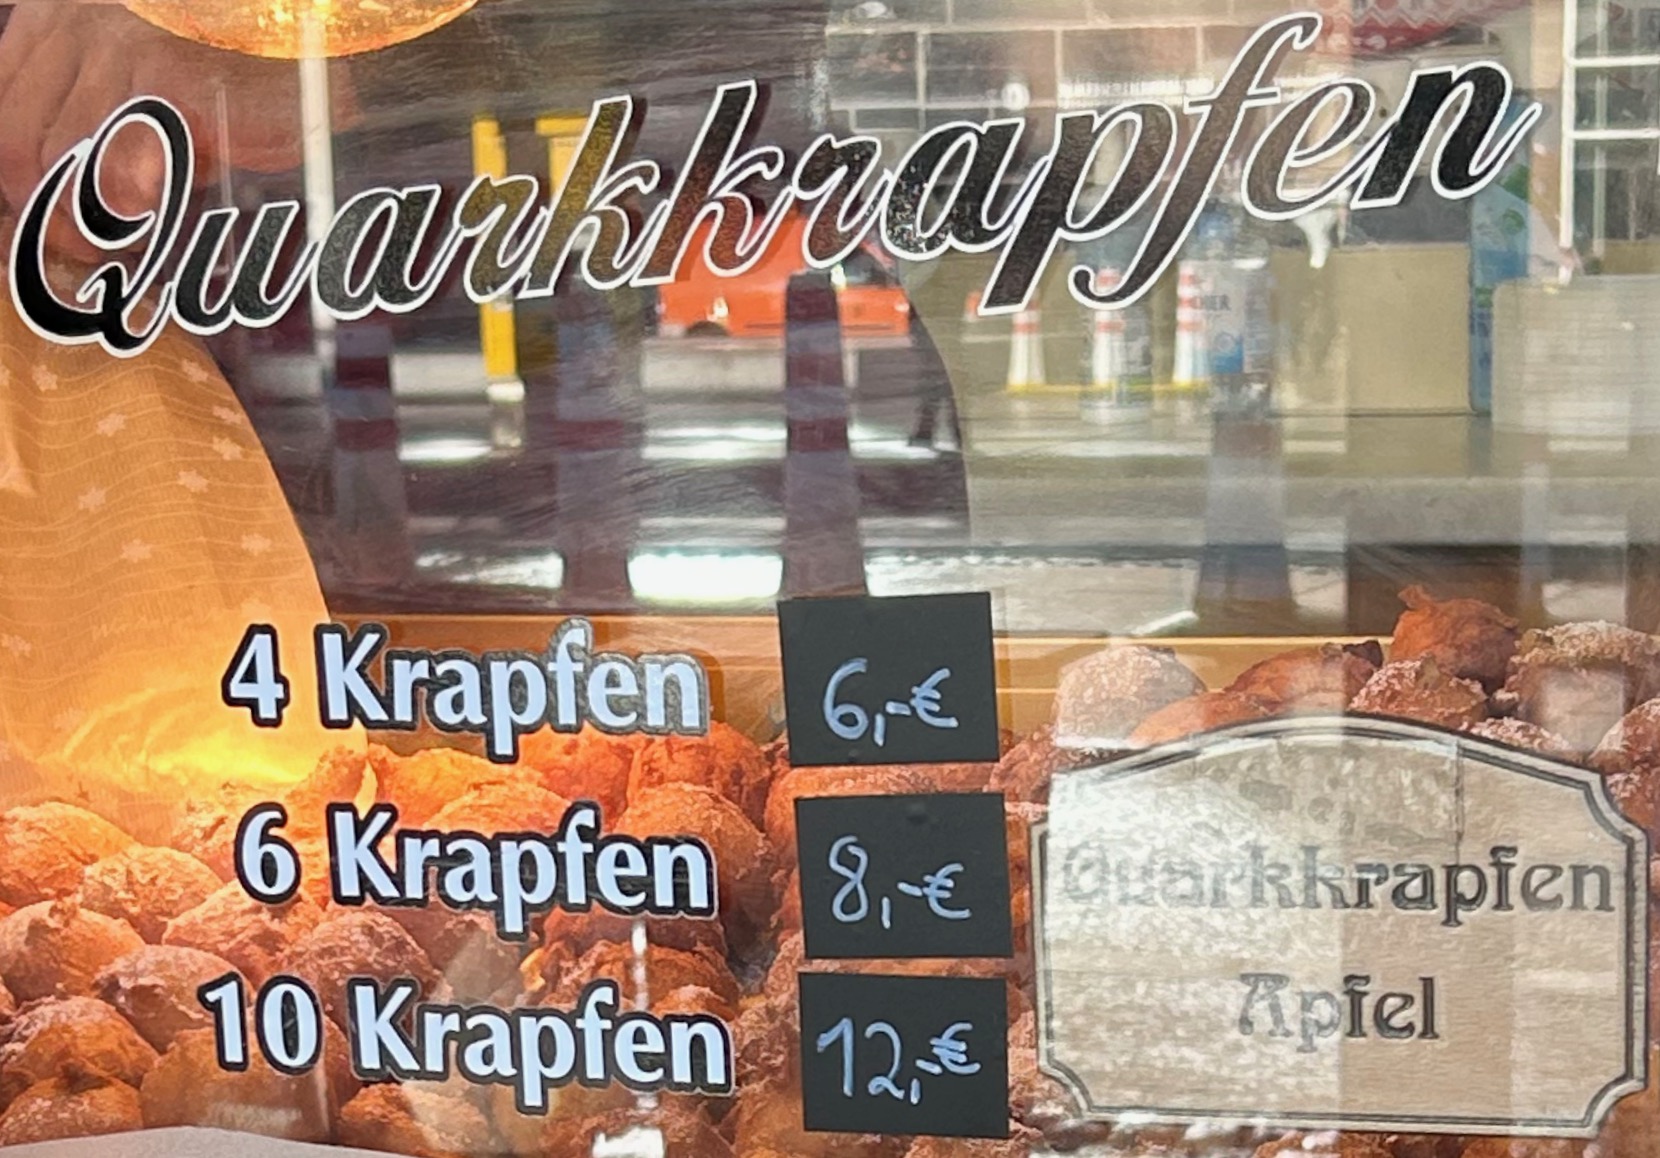 Quarkkrapfen
4 Krapfen 6,-€
6 Krapfen 8,-€
10 Krapfen 12,-€
Quarkkrapfen
Apfel